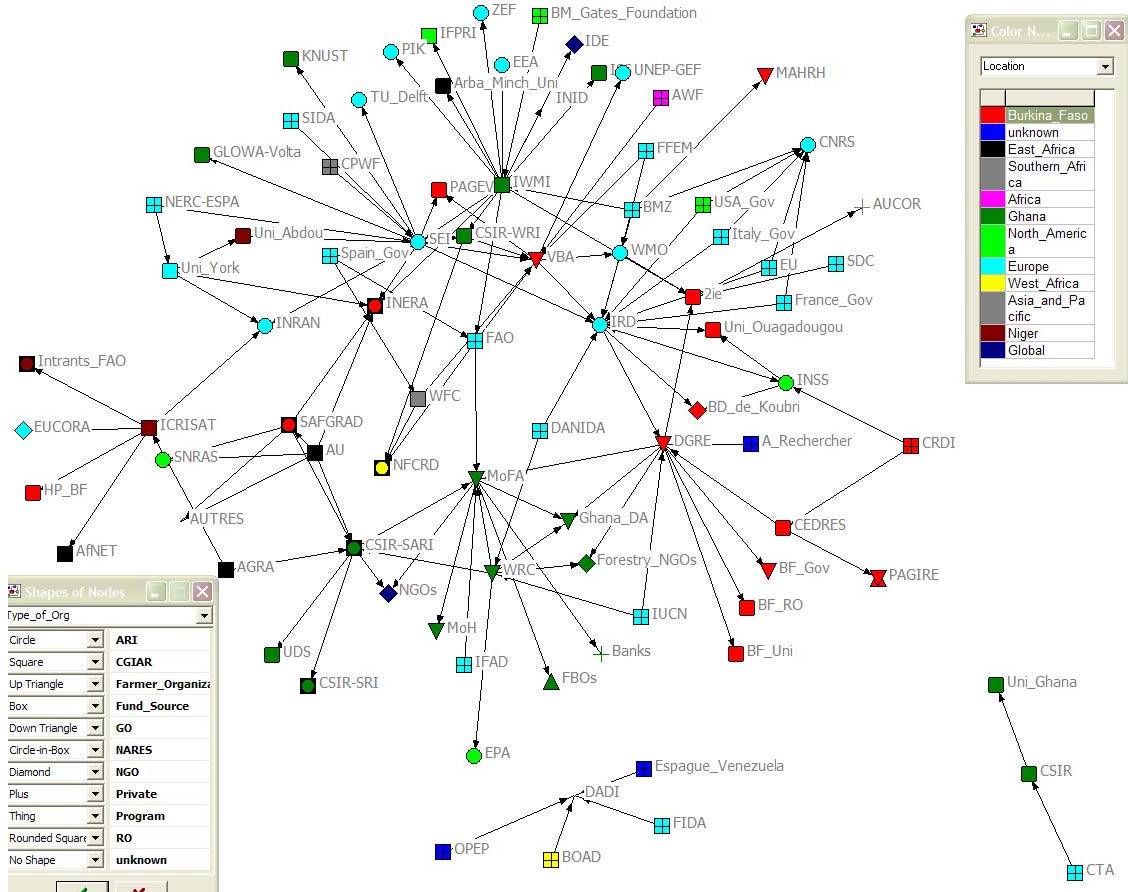 ZEF
BM_Gates_Foundation
IFPRI
IDE
PIK
KNUST
EEA
UNEP-GEF
Arba_Minch_Uni
MAHRH
TU_Delft
INID
AWF
SIDA
GLOWA-Volta
CPWF
FFEM
CNRS
PAGEV
IWMI
NERC-ESPA
BMZ
USA_Gov
AUCOR
Uni_Abdou
SEI
CSIR-WRI
Italy_Gov
Spain_Gov
VBA
WMO
Uni_York
EU
SDC
INERA
2ie
France_Gov
INRAN
FAO
IRD
Uni_Ouagadougou
Intrants_FAO
INSS
WFC
BD_de_Koubri
EUCORA
ICRISAT
SAFGRAD
DANIDA
AU
DGRE
A_Rechercher
CRDI
SNRAS
NFCRD
MoFA
HP_BF
AUTRES
Ghana_DA
CEDRES
AfNET
CSIR-SARI
AGRA
WRC
Forestry_NGOs
BF_Gov
PAGIRE
NGOs
BF_RO
IUCN
MoH
UDS
IFAD
Banks
BF_Uni
CSIR-SRI
FBOs
Uni_Ghana
EPA
Espague_Venezuela
CSIR
DADI
FIDA
OPEP
BOAD
CTA
Color N...
Location
Burkina_Faso
unknown
East_Africa
Southern_Afri
ca
Africa
Ghana
North_Americ
a
Europe
West_Africa
Asia_and_Pa
cific
Niger
Global
Shapes of Nodes
Type_of_Org
Circle ARI
Square CGIAR
Up Triangle Farmer_Organiza
Box Fund_Source
Down Triangle GO
Circle-in-Box NARES
Diamond NGO
Plus Private
Thing Program
Rounded Square RO
No Shape unknown